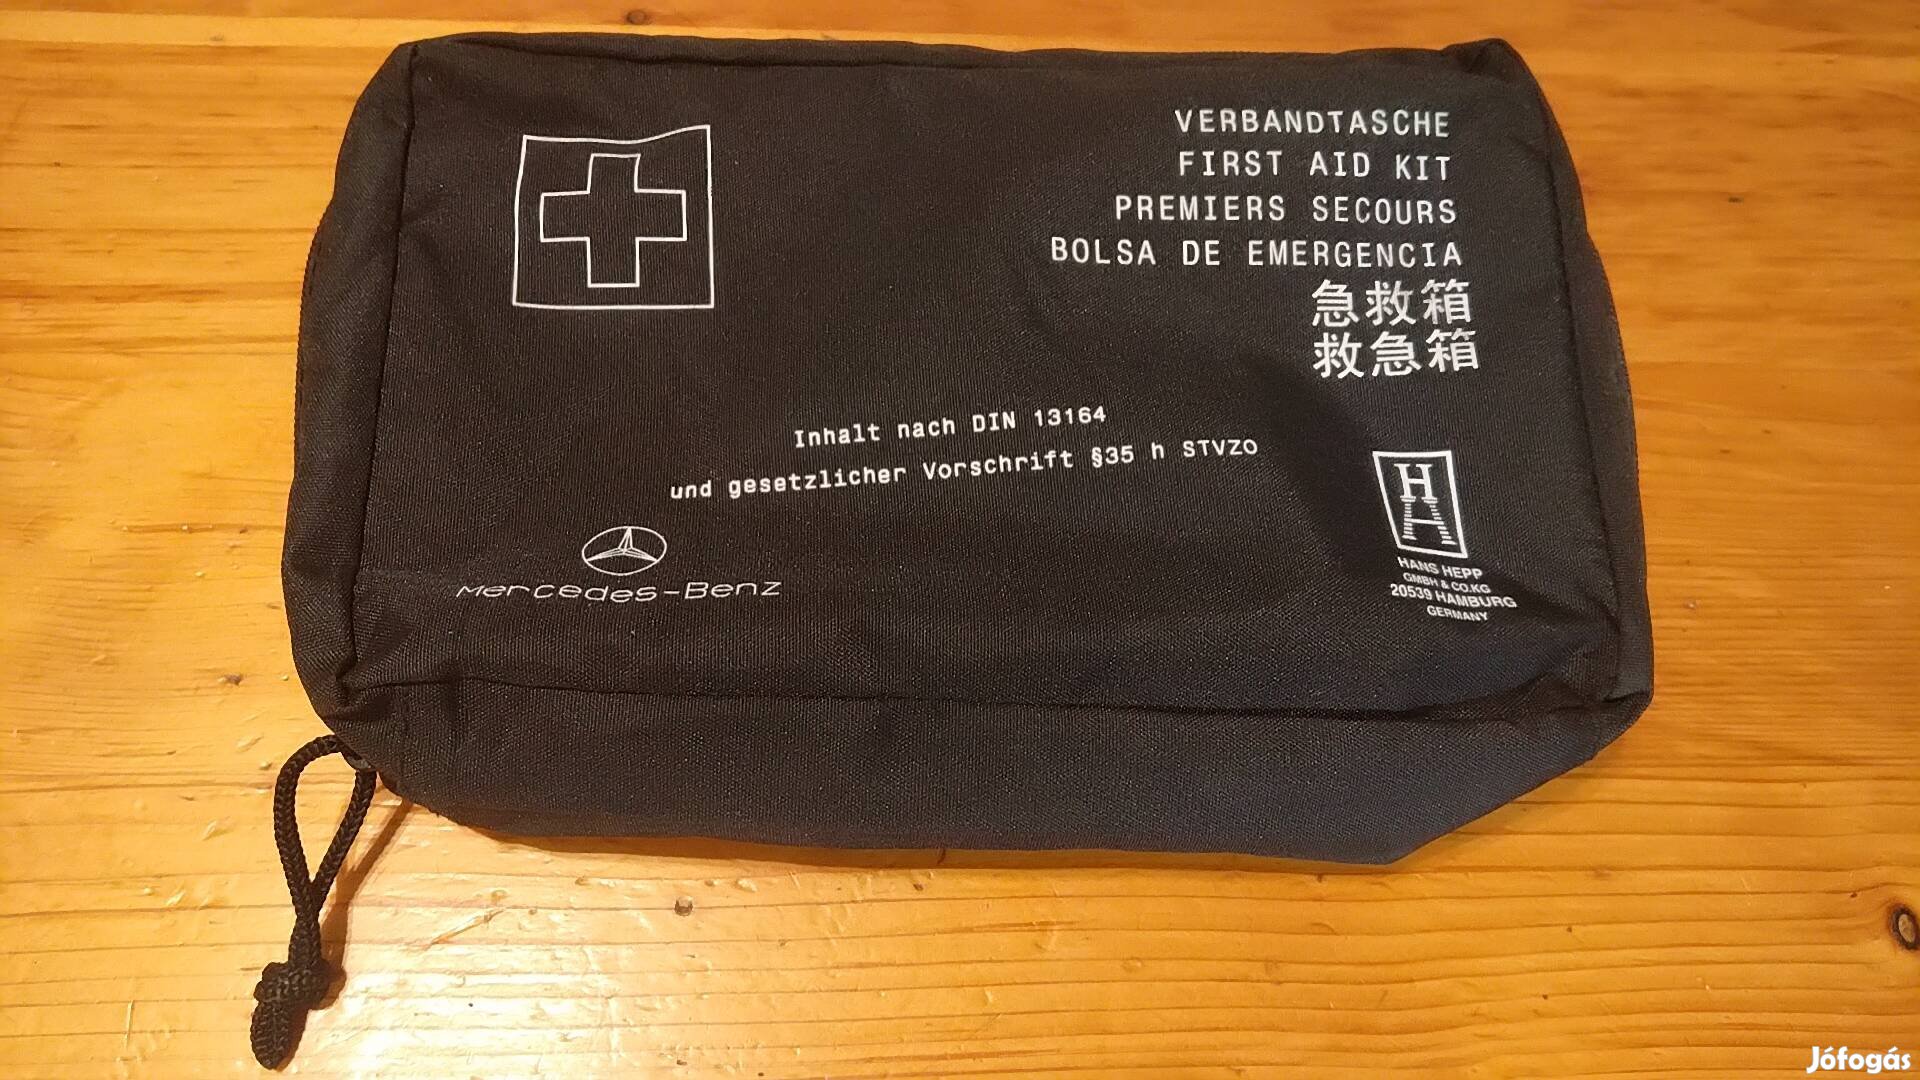 VERBANDTASCHE
FIRST AID KIT
PREMIERS SECOURS
BOLSA DE EMERGENCIA
急救箱
救急箱
Inhalt nach DIN 13164
und gesetzlicher Vorschrift §35 h STVZO
Mercedes-Benz
HA
HANS HEPP
GMBH & CO.KG
20539 HAMBURG
GERMANY
Jófogás